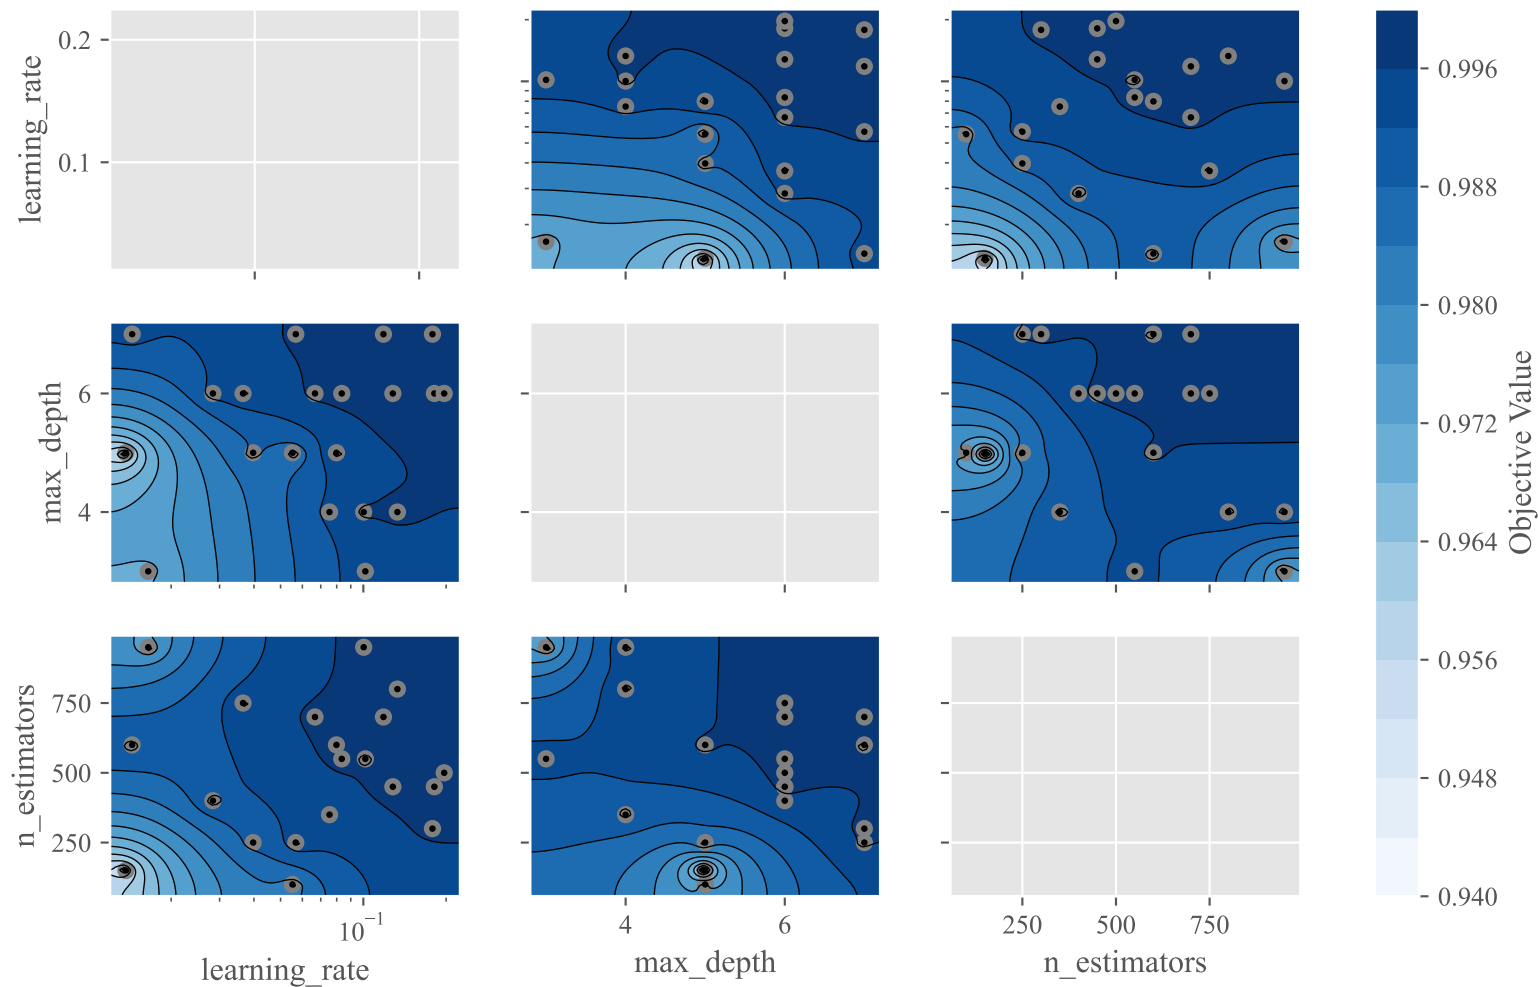 0.2
0.1
learning_rate
6
4
max_depth
750
500
250
n_estimators
10−1
learning_rate
4 6
max_depth
250 500 750
n_estimators
0.996
0.988
0.980
0.972
0.964
0.956
0.948
0.940
Objective Value